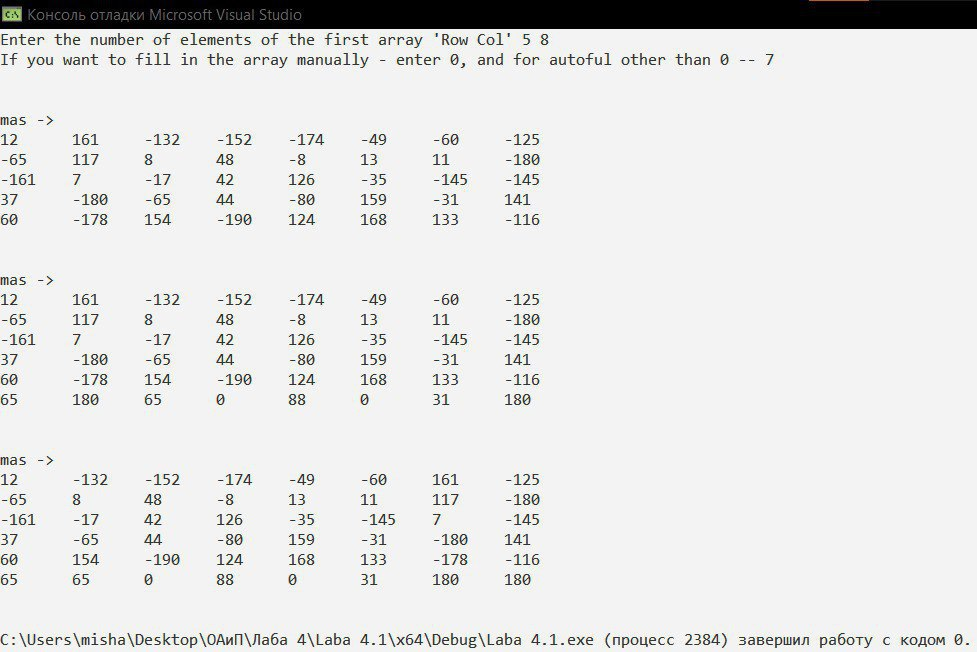 Консоль отладки Microsoft Visual Studio
Enter the number of elements of the first array 'Row Col' 5 8
If you want to fill in the array manually - enter 0, and for autoful other than 0 -- 7
mas ->
12 161 -132 -152 -174 -49 -60 -125
-65 117 8 48 -8 13 11 -180
-161 7 -17 42 126 -35 -145 -145
37 -180 -65 44 -80 159 -31 141
60 -178 154 -190 124 168 133 -116
mas ->
12 161 -132 -152 -174 -49 -60 -125
-65 117 8 48 -8 13 11 -180
-161 7 -17 42 126 -35 -145 -145
37 -180 -65 44 -80 159 -31 141
60 -178 154 -190 124 168 133 -116
65 180 65 0 88 0 31 180
mas ->
12 -132 -152 -174 -49 -60 161 -125
-65 8 48 -8 13 11 117 -180
-161 -17 42 126 -35 -145 7 -145
37 -65 44 -80 159 -31 -180 141
60 154 -190 124 168 133 -178 -116
65 65 0 88 0 31 180 180
C:\Users\misha\Desktop\ОАиП\Лаба 4\Laba 4.1\x64\Debug\Laba 4.1.exe (процесс 2384) завершил работу с кодом 0.